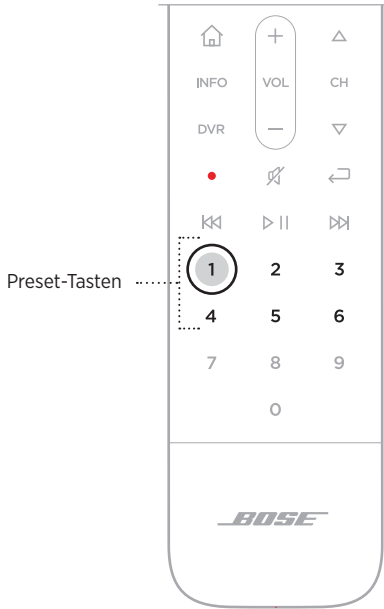 +
INFO VOL CH
DVR —
Preset-Tasten
1 2 3
4 5 6
7 8 9
0
BOSE